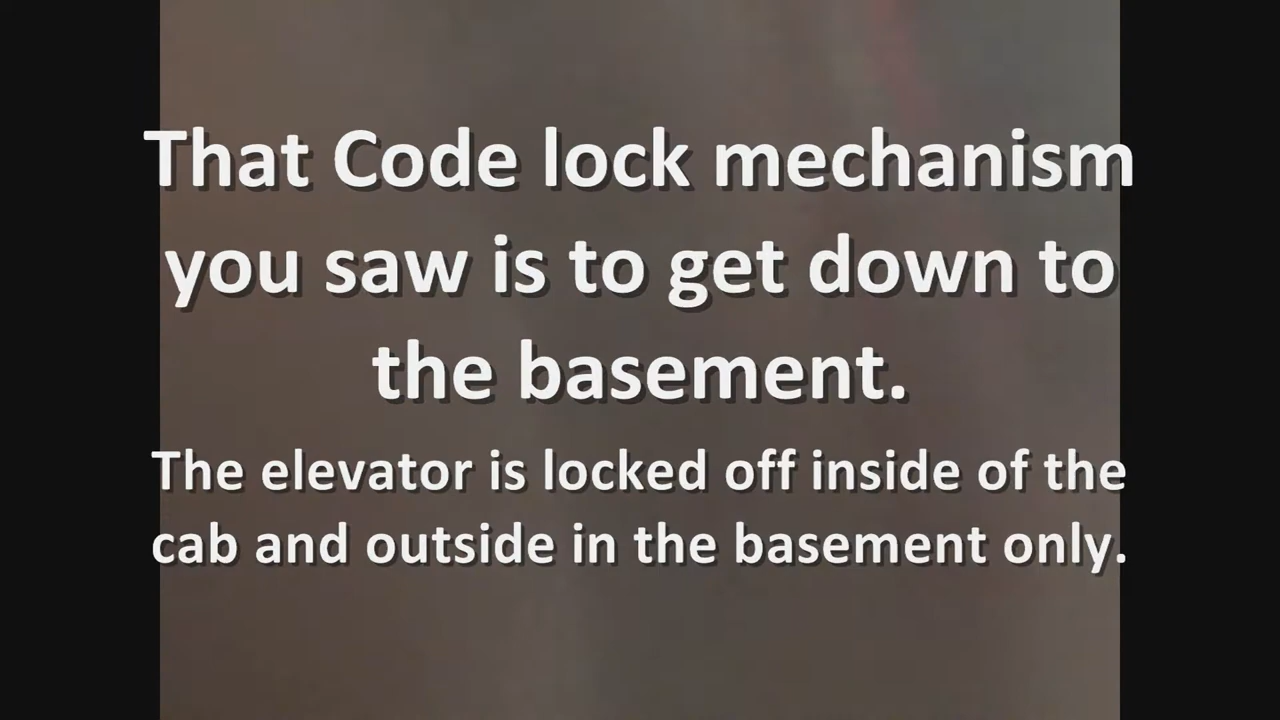 That Code lock mechanism
you saw is to get down to
the basement.
The elevator is locked off inside of the
cab and outside in the basement only.